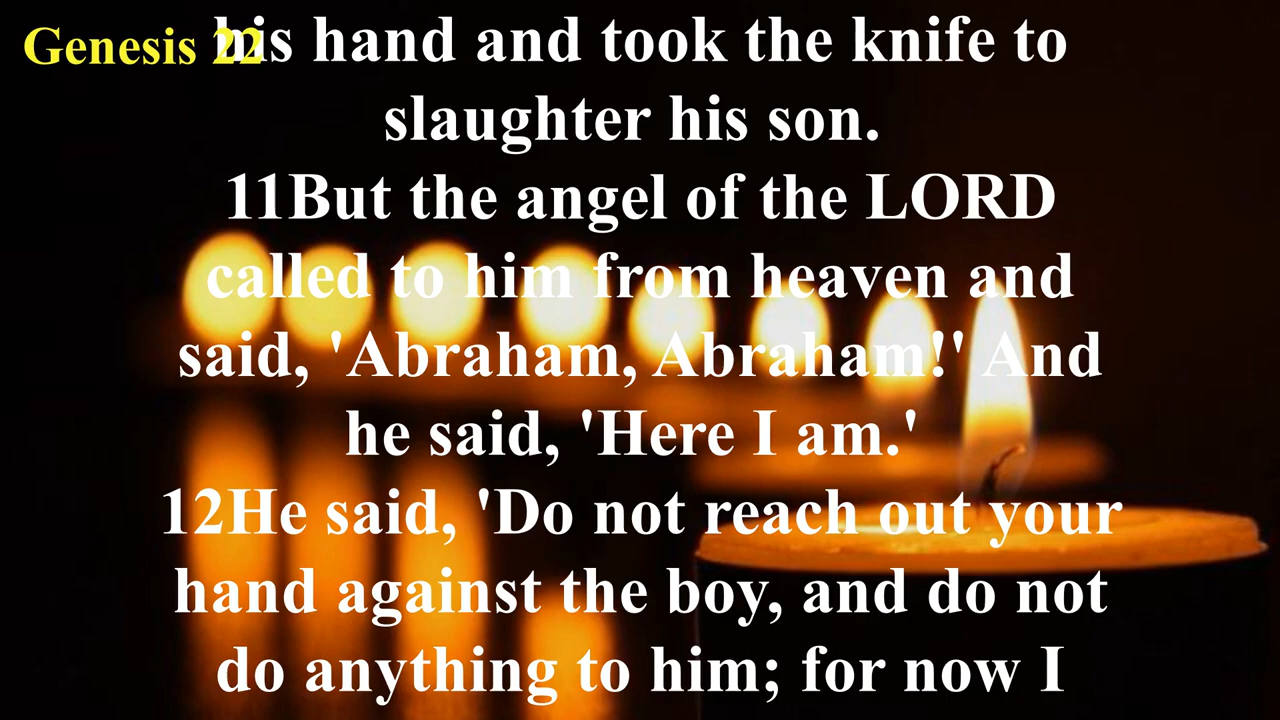 Genesis 22
his hand and took the knife to
slaughter his son.
11But the angel of the LORD
called to him from heaven and
said, 'Abraham, Abraham!' And
he said, 'Here I am.'
12He said, 'Do not reach out your
hand against the boy, and do not
do anything to him; for now I